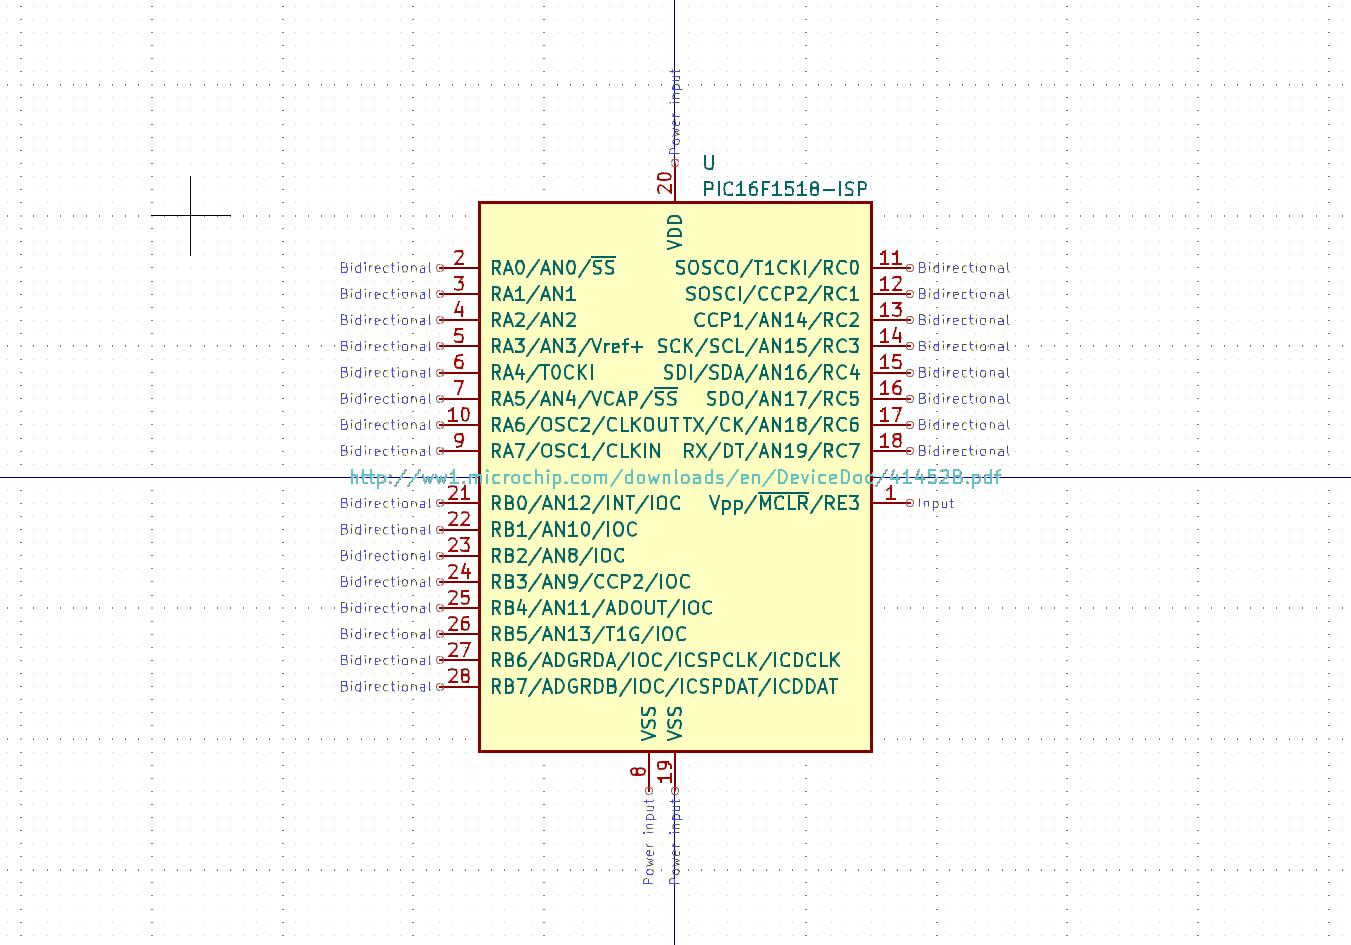 Power input
20
U
PIC16F1518-ISP
VDD
Bidirectional 2 RA0/AN0/SS SOSCO/T1CKI/RC0 11 Bidirectional
Bidirectional 3 RA1/AN1 SOSCI/CCP2/RC1 12 Bidirectional
Bidirectional 4 RA2/AN2 CCP1/AN14/RC2 13 Bidirectional
Bidirectional 5 RA3/AN3/Vref+ SCK/SCL/AN15/RC3 14 Bidirectional
Bidirectional 6 RA4/T0CKI SDI/SDA/AN16/RC4 15 Bidirectional
Bidirectional 7 RA5/AN4/VCAP/SS SDO/AN17/RC5 16 Bidirectional
Bidirectional 10 RA6/OSC2/CLKOUT TX/CK/AN18/RC6 17 Bidirectional
Bidirectional 9 RA7/OSC1/CLKIN RX/DT/AN19/RC7 18 Bidirectional
http://ww1.microchip.com/downloads/en/DeviceDoc/41452B.pdf
Bidirectional 21 RB0/AN12/INT/IOC Vpp/MCLR/RE3 1 Input
Bidirectional 22 RB1/AN10/IOC
Bidirectional 23 RB2/AN8/IOC
Bidirectional 24 RB3/AN9/CCP2/IOC
Bidirectional 25 RB4/AN11/ADOUT/IOC
Bidirectional 26 RB5/AN13/T1G/IOC
Bidirectional 27 RB6/ADGRDA/IOC/ICSPCLK/ICDCLK
Bidirectional 28 RB7/ADGRDB/IOC/ICSPDAT/ICDDAT
VSS VSS
8 19
Power input Power input